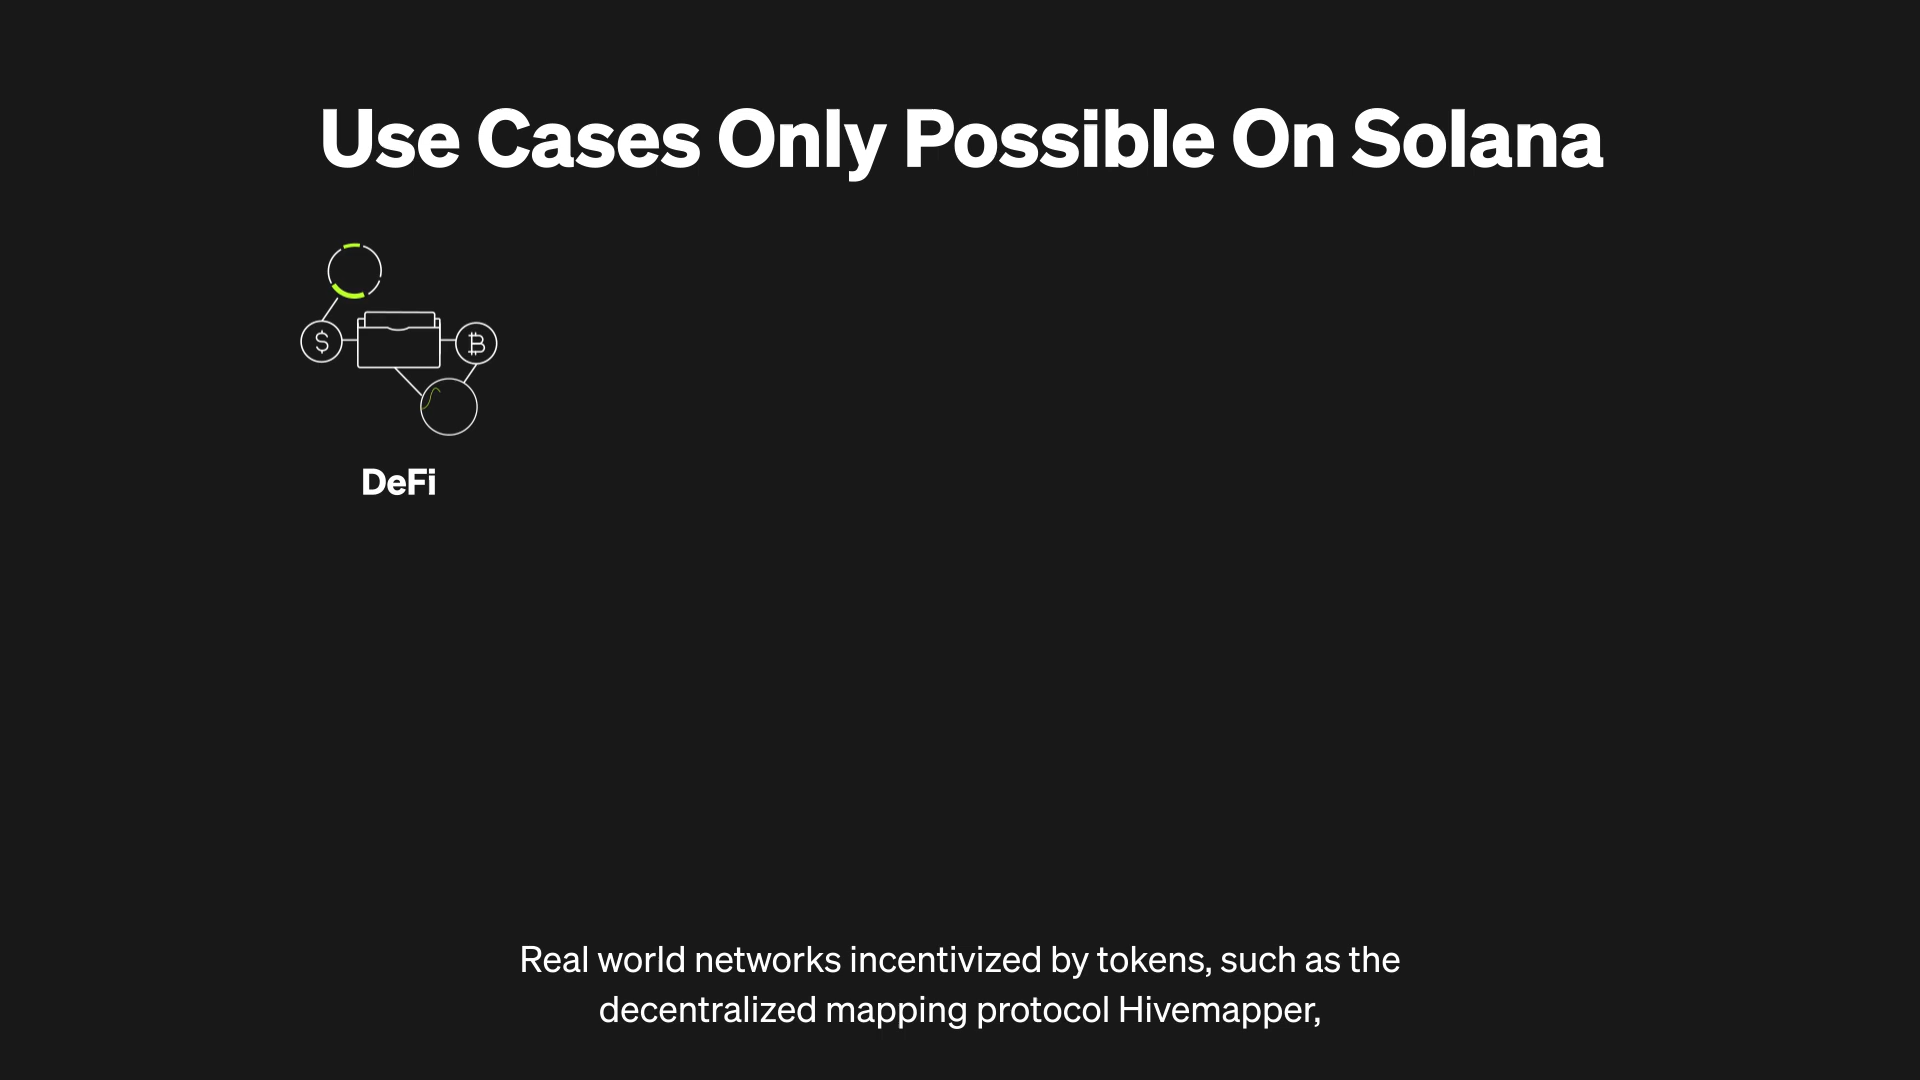 Use Cases Only Possible On Solana
$
₿
DeFi
Real world networks incentivized by tokens, such as the
decentralized mapping protocol Hivemapper,